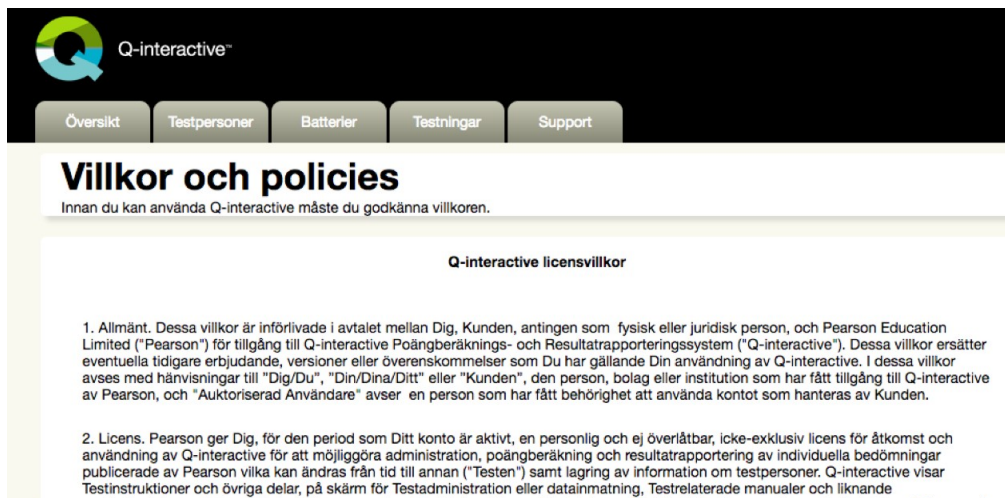 Q-interactive™
Översikt Testpersoner Batterier Testningar Support
Villkor och policies
Innan du kan använda Q-interactive måste du godkänna villkoren.
Q-interactive licensvillkor
1. Allmänt. Dessa villkor är införlivade i avtalet mellan Dig, Kunden, antingen som fysisk eller juridisk person, och Pearson Education
Limited ("Pearson") för tillgång till Q-interactive Poängberäknings- och Resultatrapporteringssystem ("Q-interactive"). Dessa villkor ersätter
eventuella tidigare erbjudande, versioner eller överenskommelser som Du har gällande Din användning av Q-interactive. I dessa villkor
avses med hänvisningar till "Dig/Du", "Din/Dina/Ditt" eller "Kunden", den person, bolag eller institution som har fått tillgång till Q-interactive
av Pearson, och "Auktoriserad Användare" avser en person som har fått behörighet att använda kontot som hanteras av Kunden.
2. Licens. Pearson ger Dig, för den period som Ditt konto är aktivt, en personlig och ej överlåtbar, icke-exklusiv licens för åtkomst och
användning av Q-interactive för att möjliggöra administration, poängberäkning och resultatrapportering av individuella bedömningar
publicerade av Pearson vilka kan ändras från tid till annan ("Testen") samt lagring av information om testpersoner. Q-interactive visar
Testinstruktioner och övriga delar, på skärm för Testadministration eller datainmatning, Testrelaterade manualer och liknande